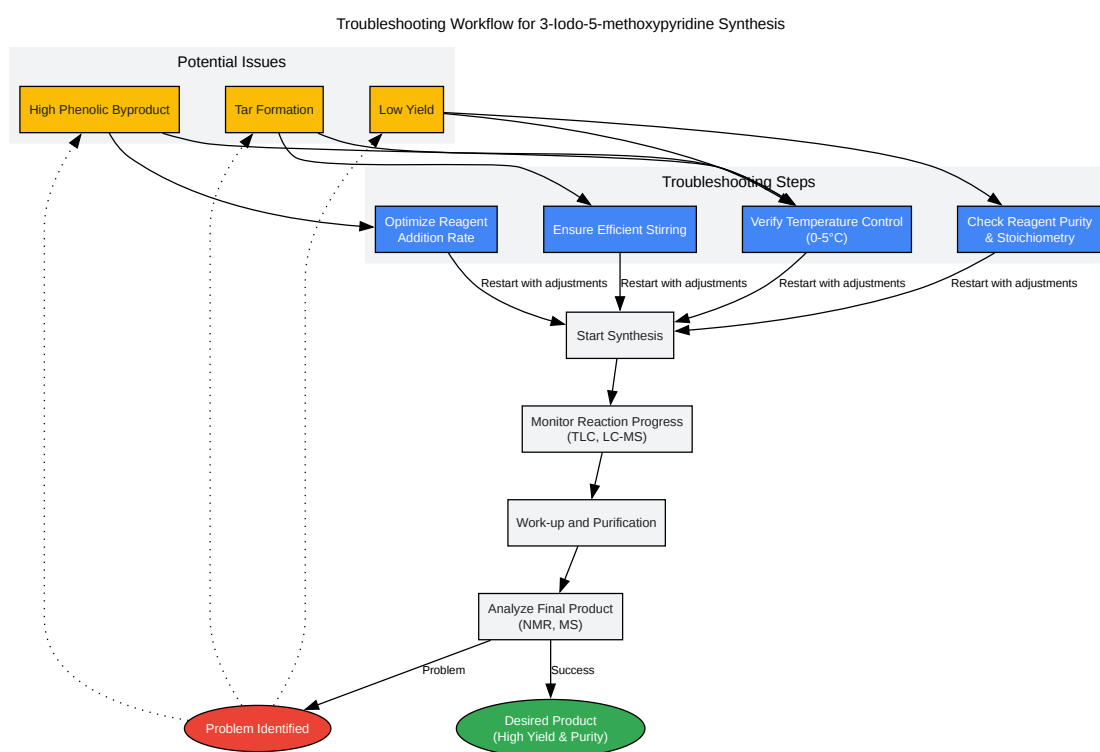 Troubleshooting Workflow for 3-Iodo-5-methoxypyridine Synthesis
Potential Issues
High Phenolic Byproduct
Tar Formation
Low Yield
Troubleshooting Steps
Optimize Reagent
Addition Rate
Ensure Efficient Stirring
Verify Temperature Control
(0-5°C)
Check Reagent Purity
& Stoichiometry
Restart with adjustments
Restart with adjustments
Restart with adjustments
Restart with adjustments
Start Synthesis
Monitor Reaction Progress
(TLC, LC-MS)
Work-up and Purification
Analyze Final Product
(NMR, MS)
Problem
Success
Problem Identified
Desired Product
(High Yield & Purity)